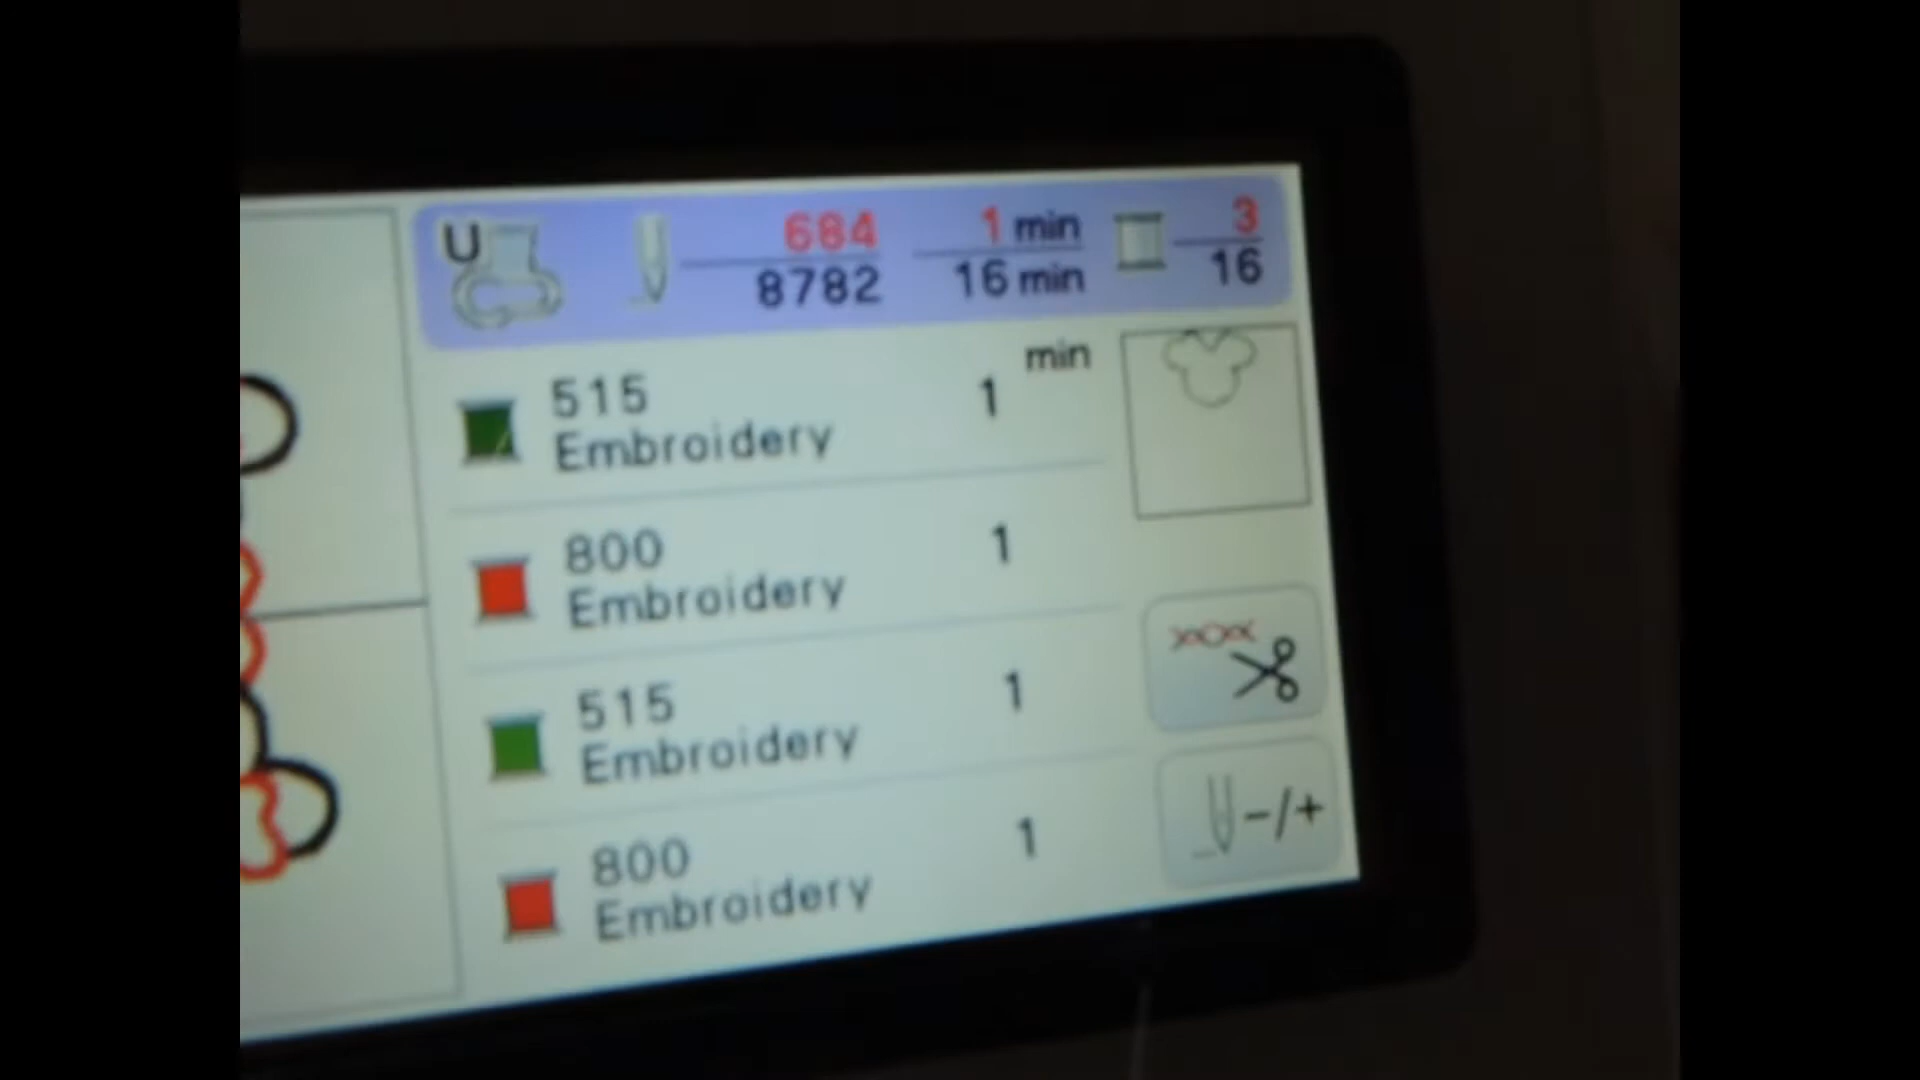 U
684 1 min 3
8782 16 min 16
min
515 1
Embroidery
800 1
Embroidery
515 1
Embroidery
-/+
800 1
Embroidery